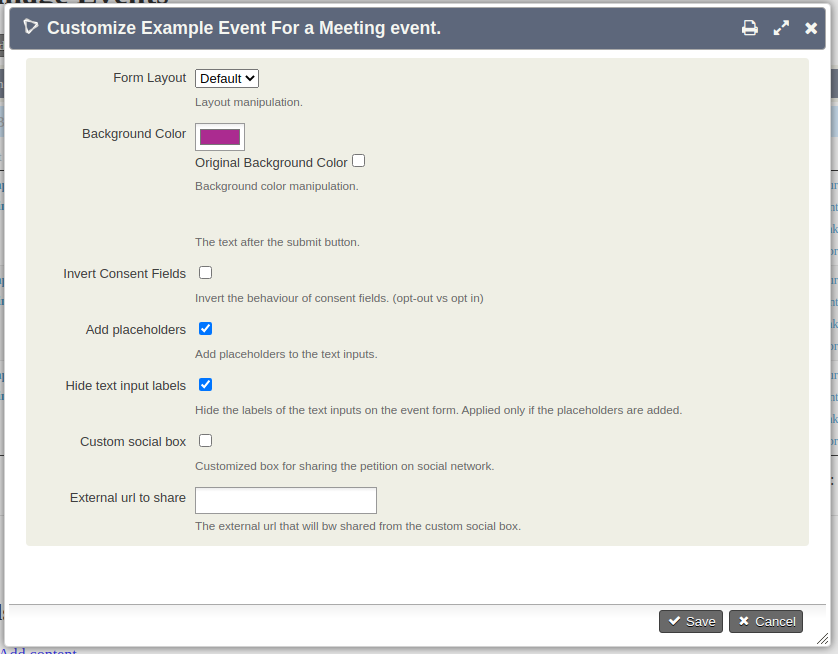 Customize Example Event For a Meeting event.
Form Layout Default
Layout manipulation.
Background Color
Original Background Color
Background color manipulation.
The text after the submit button.
Invert Consent Fields
Invert the behaviour of consent fields. (opt-out vs opt in)
Add placeholders
Add placeholders to the text inputs.
Hide text input labels
Hide the labels of the text inputs on the event form. Applied only if the placeholders are added.
Custom social box
Customized box for sharing the petition on social network.
External url to share
The external url that will bw shared from the custom social box.
Save Cancel
Add content